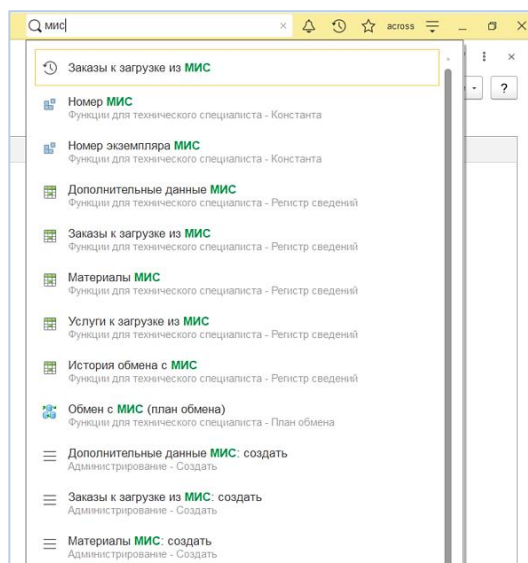 мис
across
Заказы к загрузке из МИС
?
Номер МИС
Функции для технического специалиста - Константа
Номер экземпляра МИС
Функции для технического специалиста - Константа
Дополнительные данные МИС
Функции для технического специалиста - Регистр сведений
Заказы к загрузке из МИС
Функции для технического специалиста - Регистр сведений
Материалы МИС
Функции для технического специалиста - Регистр сведений
Услуги к загрузке из МИС
Функции для технического специалиста - Регистр сведений
История обмена с МИС
Функции для технического специалиста - Регистр сведений
Обмен с МИС (план обмена)
Функции для технического специалиста - План обмена
Дополнительные данные МИС: создать
Администрирование - Создать
Заказы к загрузке из МИС: создать
Администрирование - Создать
Материалы МИС: создать
Администрирование - Создать